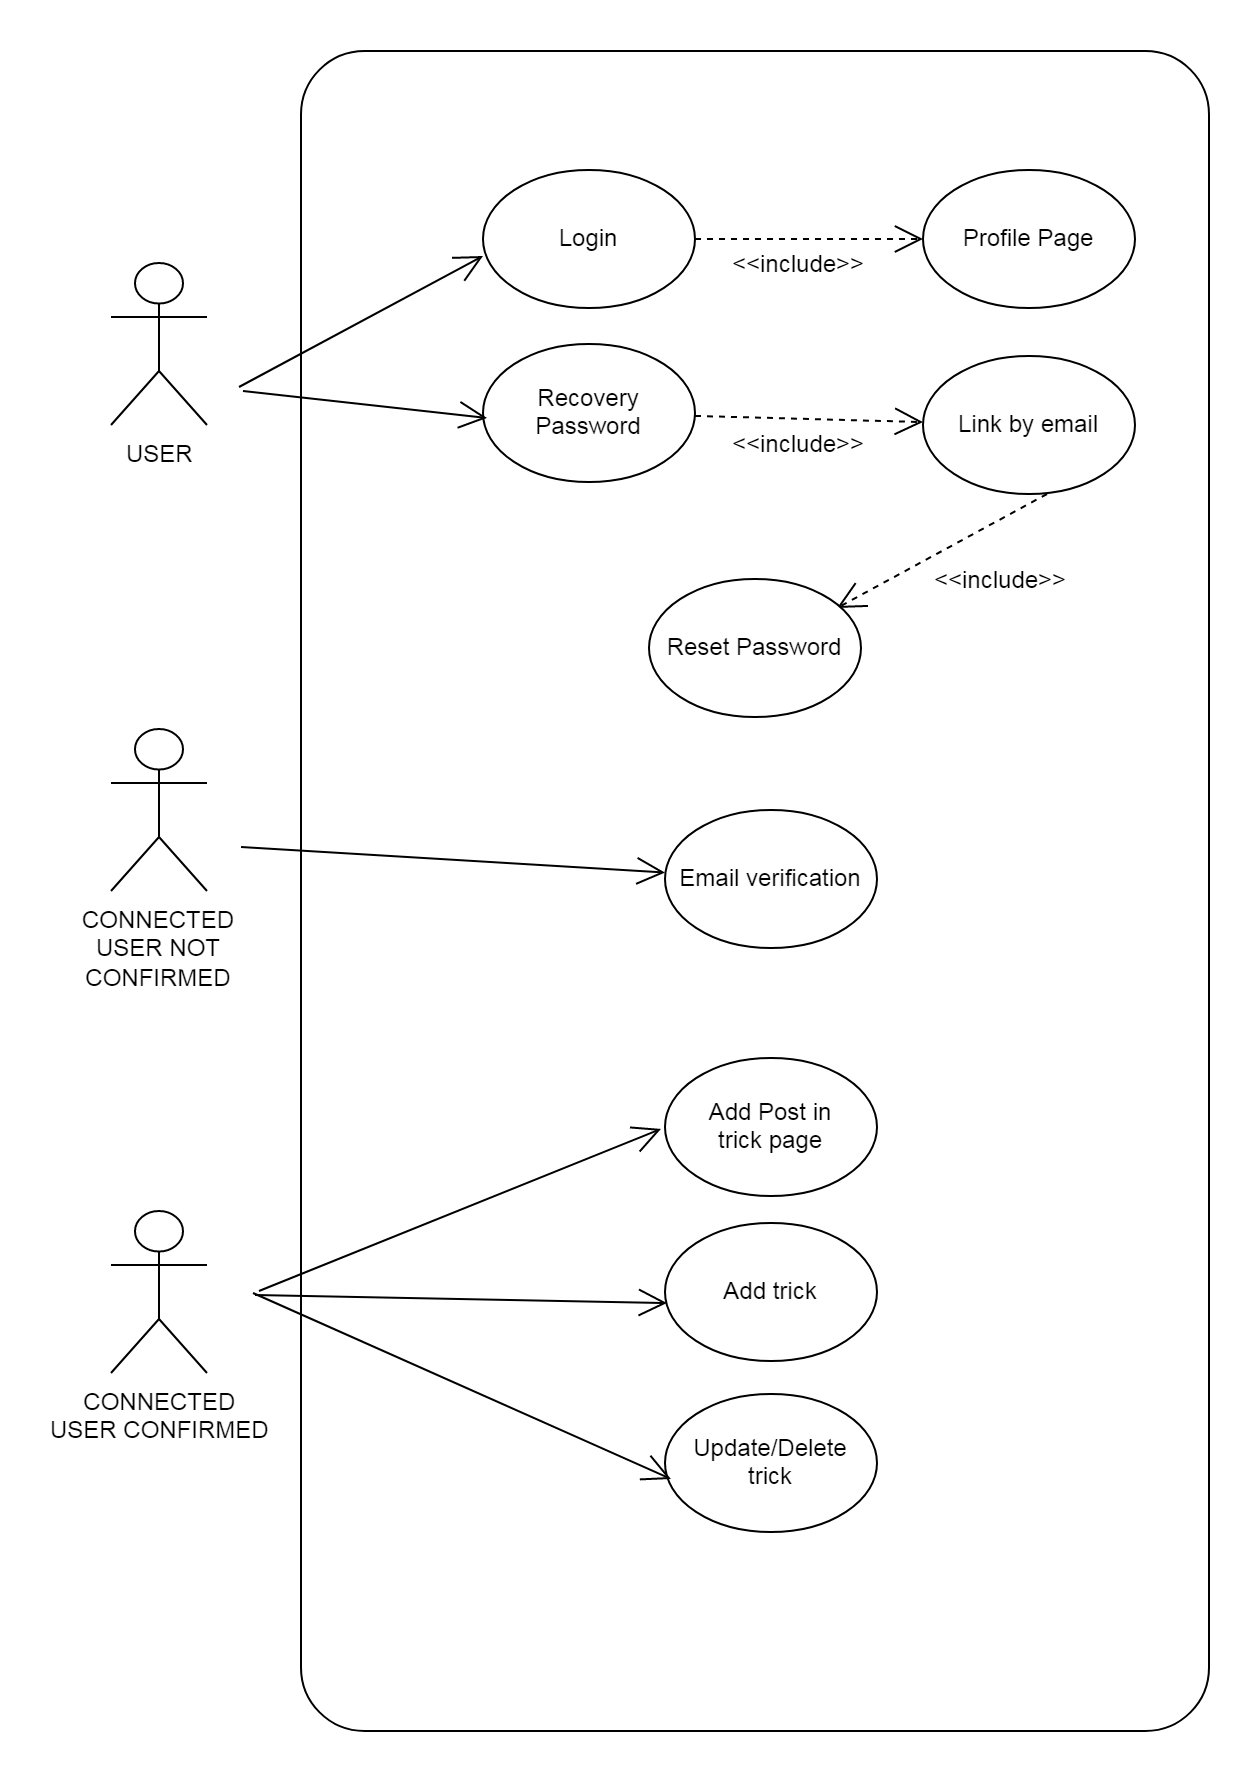 Login
<<include>>
Profile Page
USER
Recovery
Password
<<include>>
Link by email
<<include>>
Reset Password
CONNECTED
USER NOT
CONFIRMED
Email verification
CONNECTED
USER CONFIRMED
Add Post in
trick page
Add trick
Update/Delete
trick